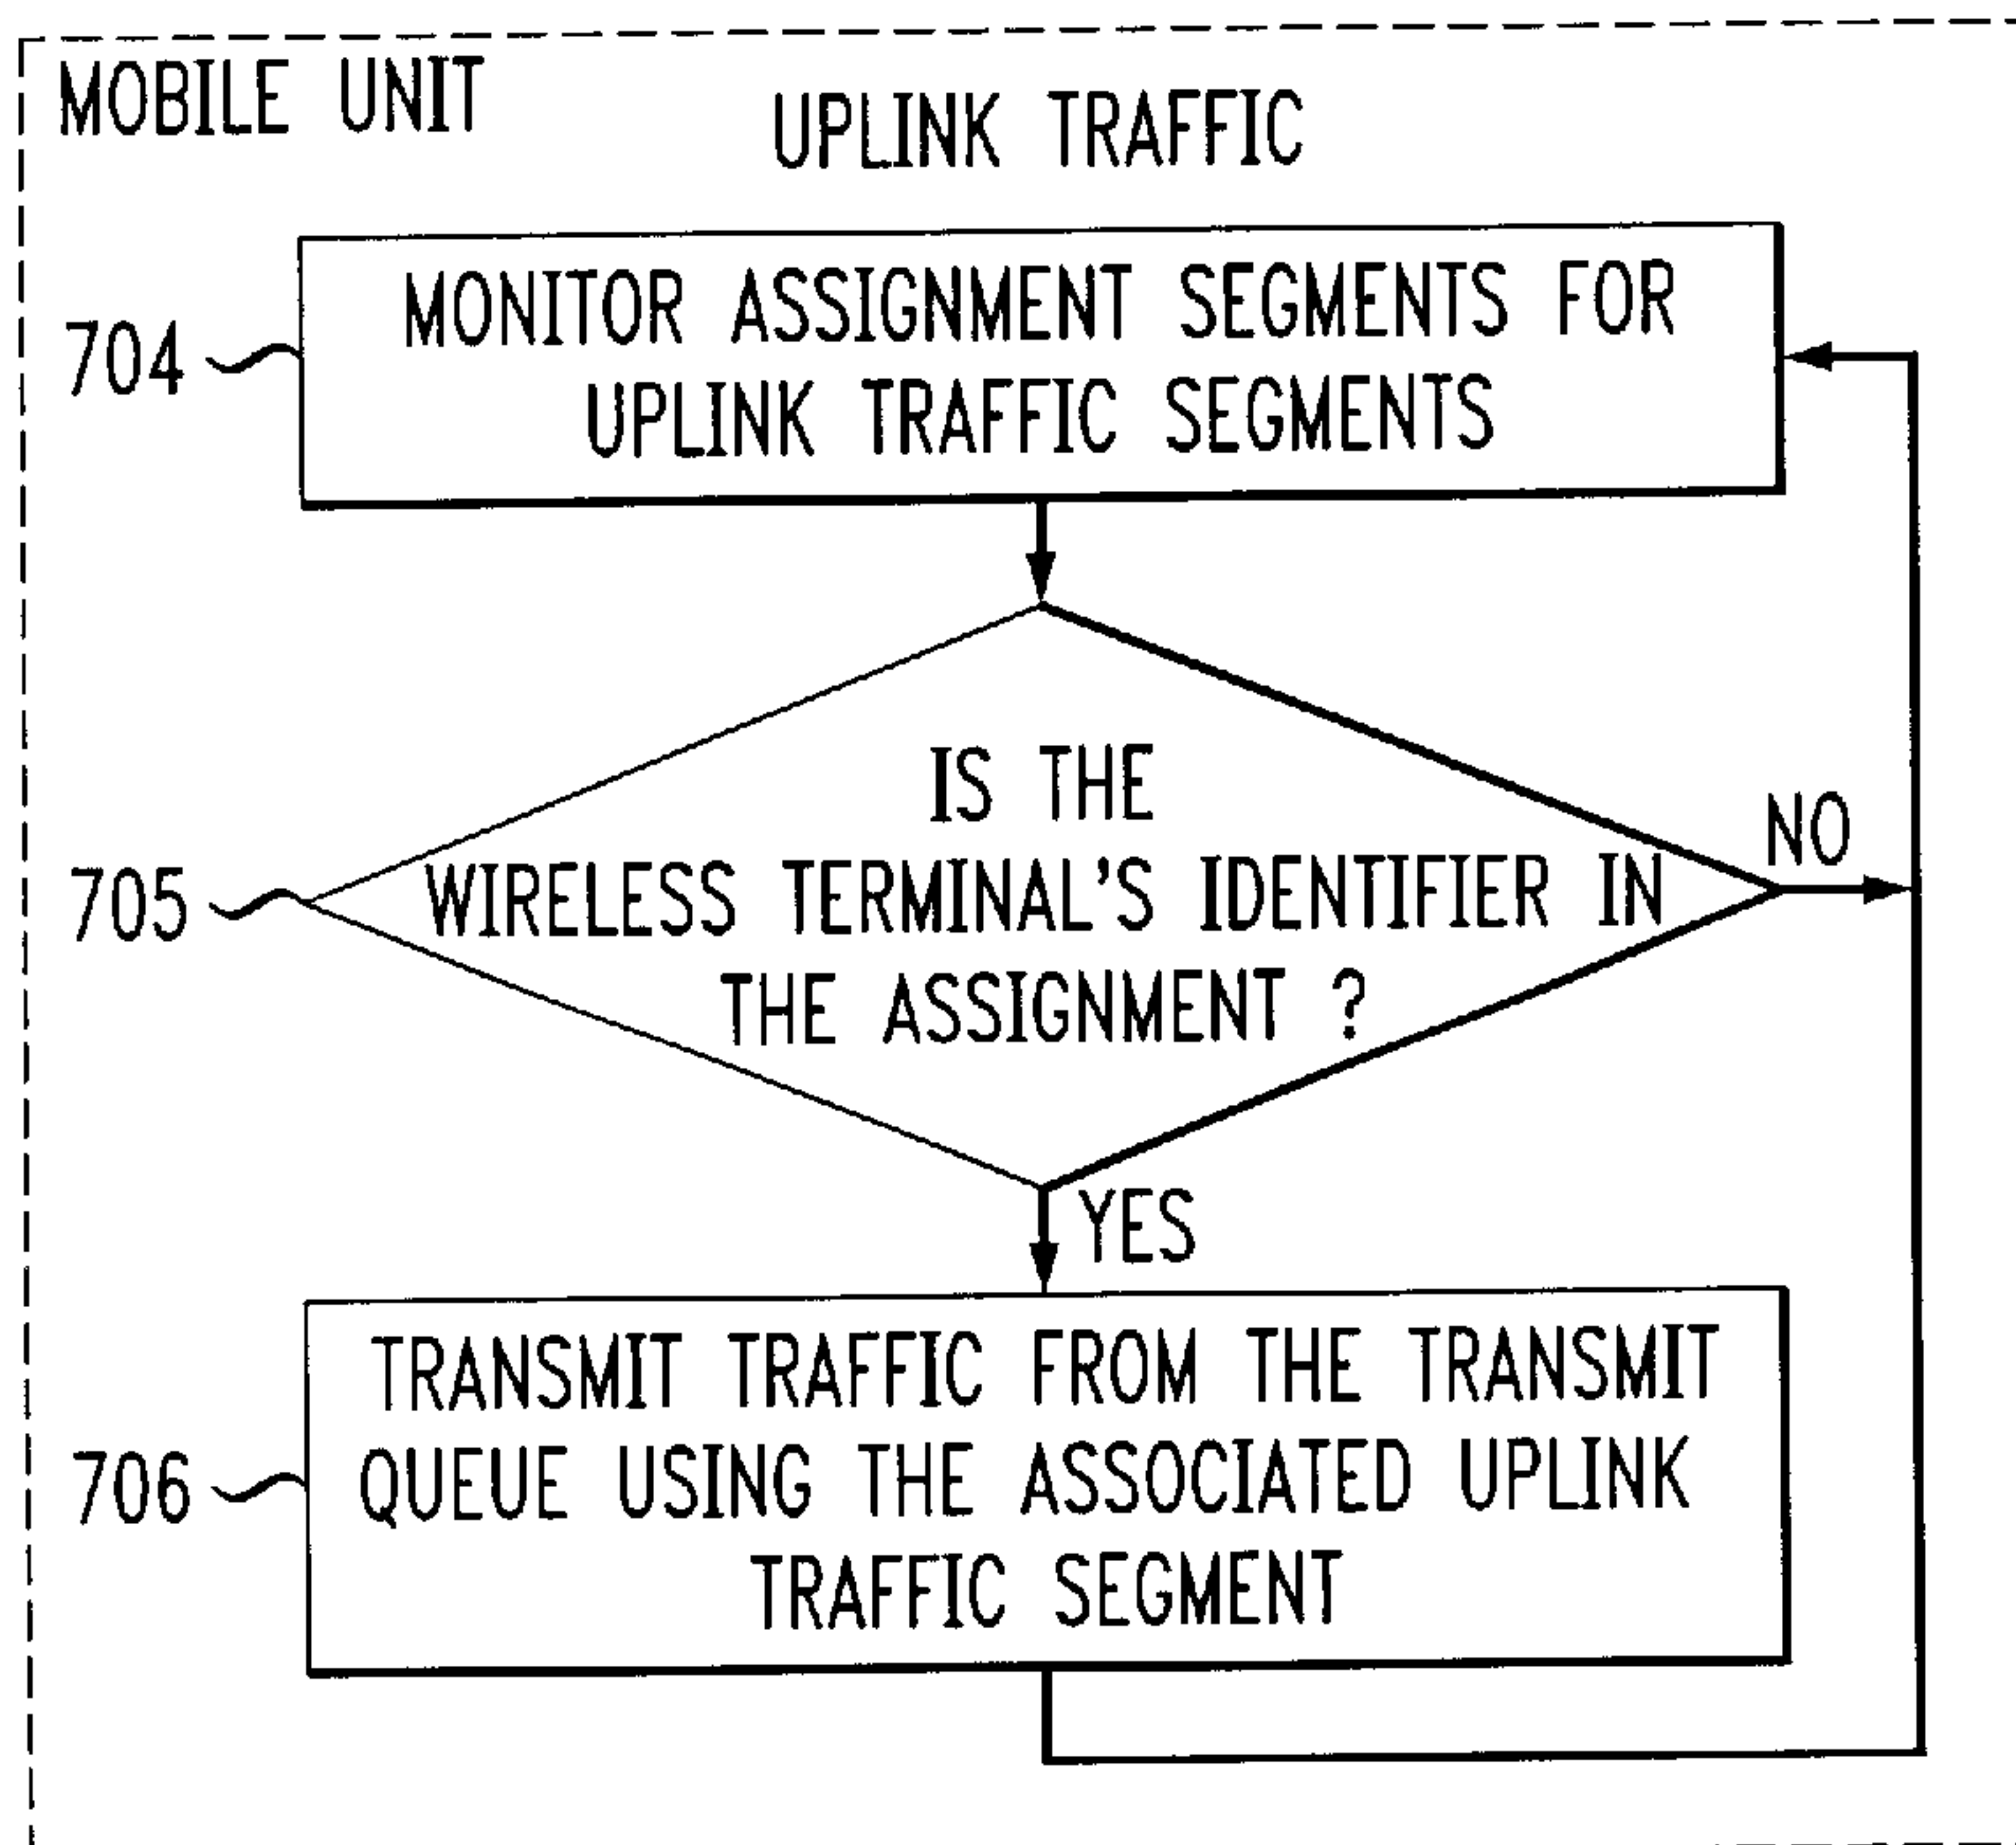 MOBILE UNIT
UPLINK TRAFFIC
704
MONITOR ASSIGNMENT SEGMENTS FOR
UPLINK TRAFFIC SEGMENTS
705
IS THE
WIRELESS TERMINAL'S IDENTIFIER IN
THE ASSIGNMENT ?
NO
YES
706
TRANSMIT TRAFFIC FROM THE TRANSMIT
QUEUE USING THE ASSOCIATED UPLINK
TRAFFIC SEGMENT